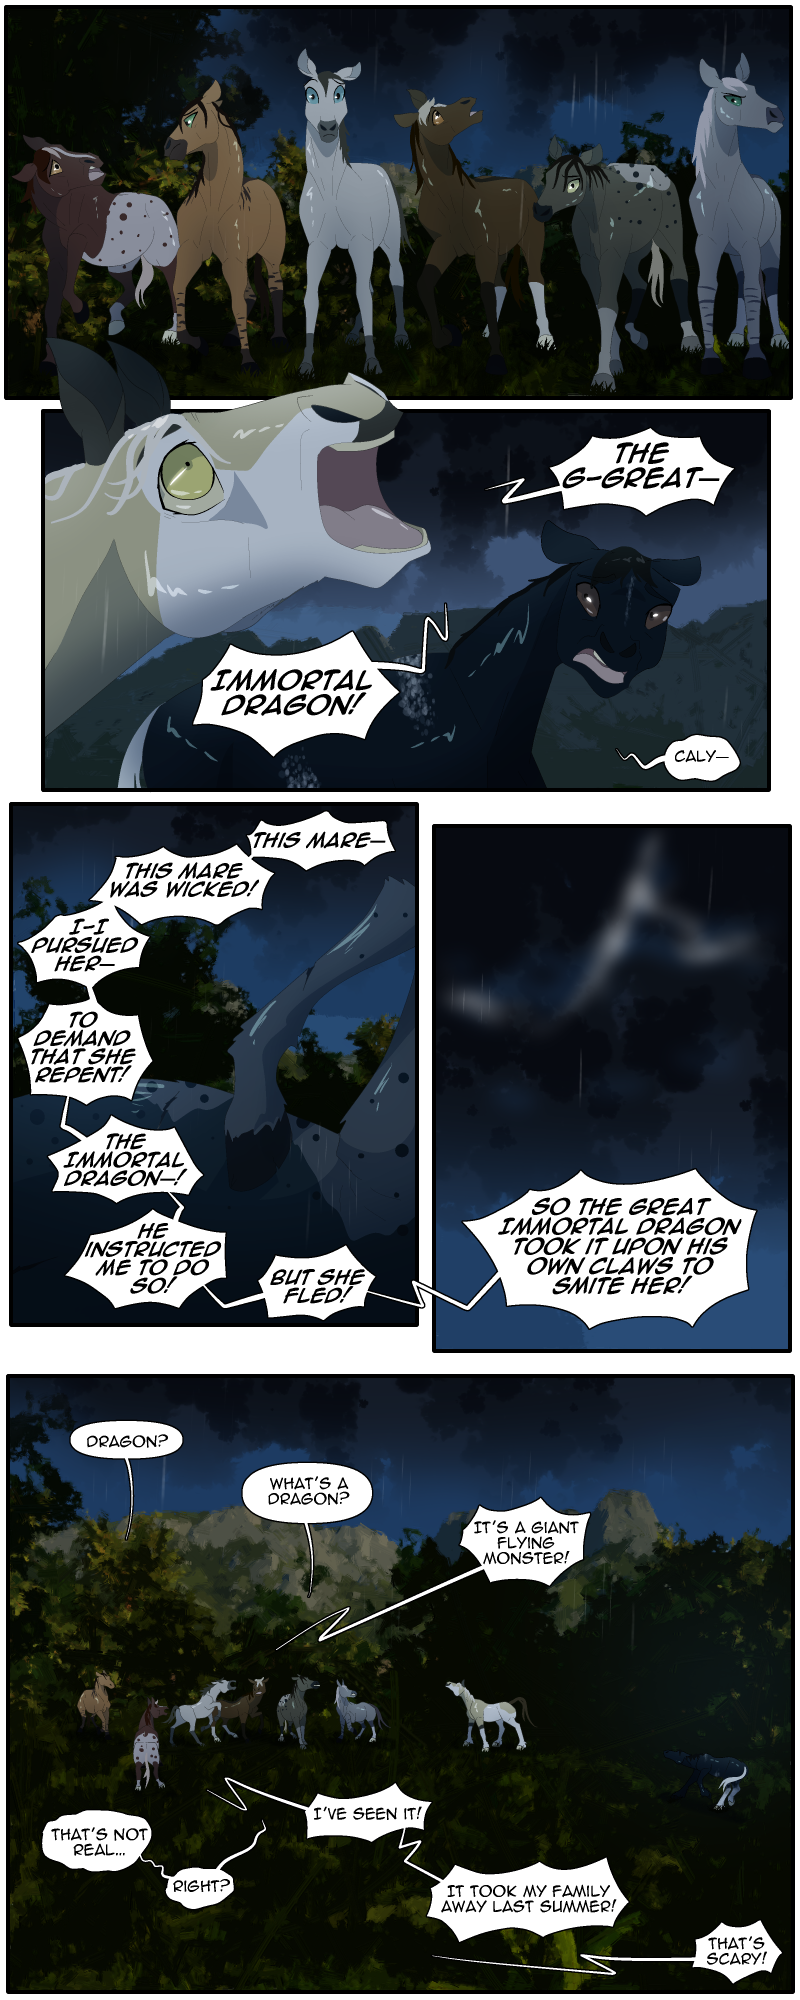 THE
G-GREAT—
IMMORTAL
DRAGON!
CALY—
THIS MARE—
THIS MARE
WAS WICKED!
I-I
PURSUED
HER—
TO
DEMAND
THAT SHE
REPENT!
THE
IMMORTAL
DRAGON—!
HE
INSTRUCTED
ME TO DO
SO!
BUT SHE
FLED!
SO THE GREAT
IMMORTAL DRAGON
TOOK IT UPON HIS
OWN CLAWS TO
SMITE HER!
DRAGON?
WHAT'S A
DRAGON?
IT'S A GIANT
FLYING
MONSTER!
I'VE SEEN IT!
THAT'S NOT
REAL...
RIGHT?
IT TOOK MY FAMILY
AWAY LAST SUMMER!
THAT'S
SCARY!